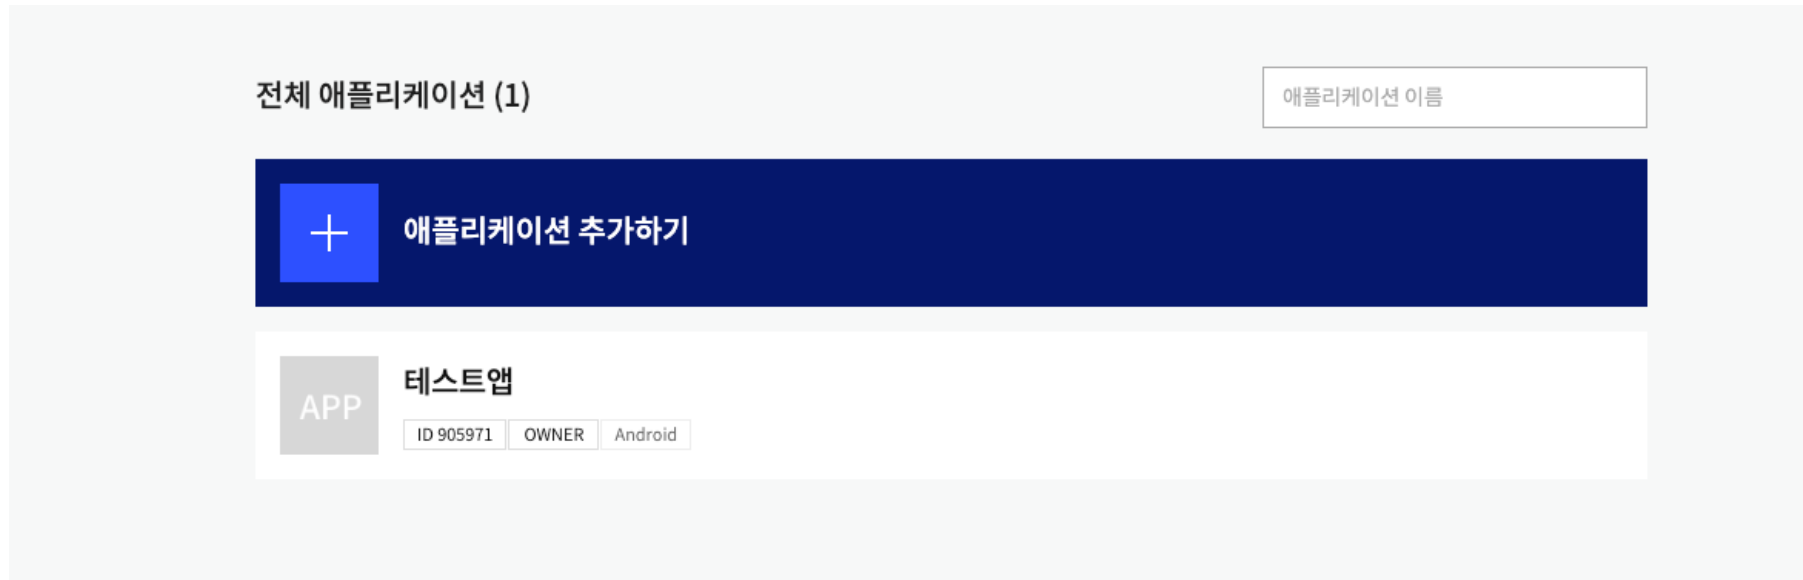 전체 애플리케이션 (1)
애플리케이션 이름
애플리케이션 추가하기
APP
테스트앱
ID 905971 OWNER Android